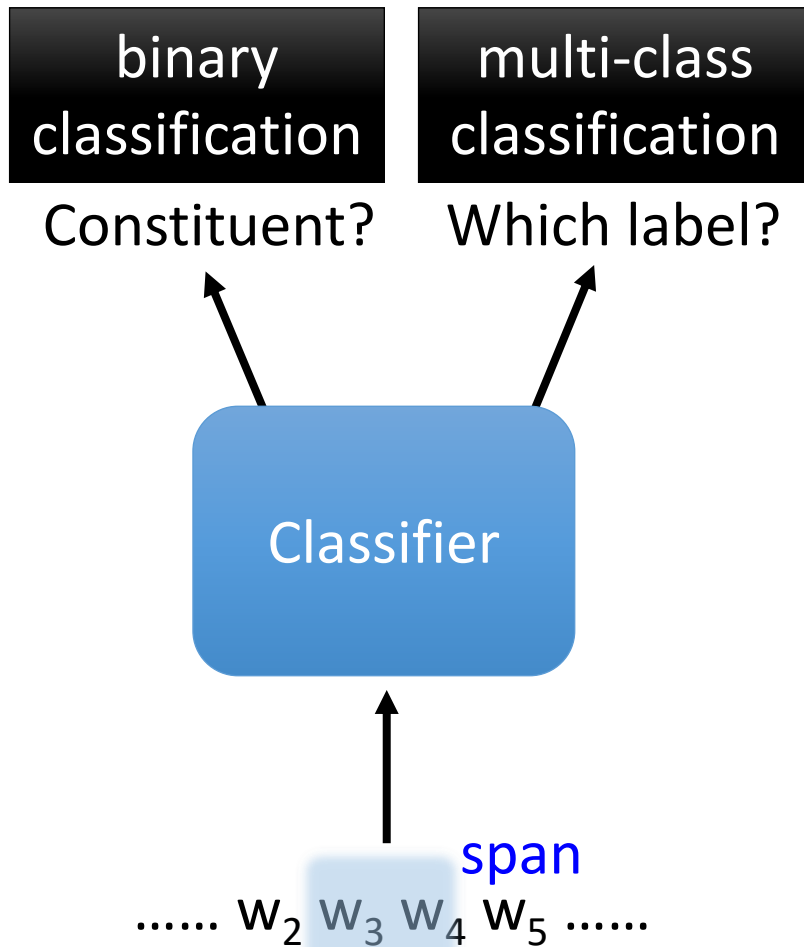 binary
classification
multi-class
classification
Constituent?
Which label?
Classifier
span
...... w₂ w₃ w₄ w₅ ......